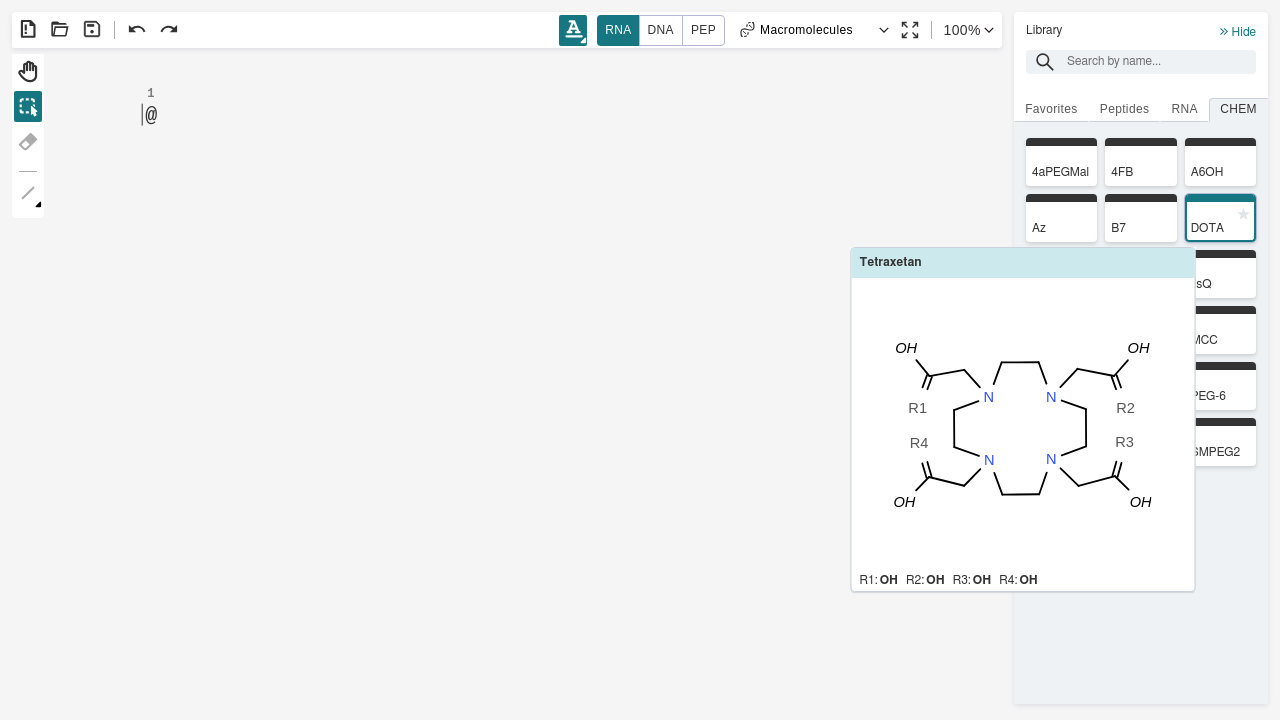 A RNA DNA PEP Macromolecules 100%
Library
Hide
Search by name...
Favorites Peptides RNA CHEM
1
@
4aPEGMal 4FB A6OH
Az B7 DOTA
sQ
MCC
PEG-6
SMPEG2
Tetraxetan
OH OH
N N
R1 R2
R4 R3
N N
OH OH
R1: OH R2: OH R3: OH R4: OH